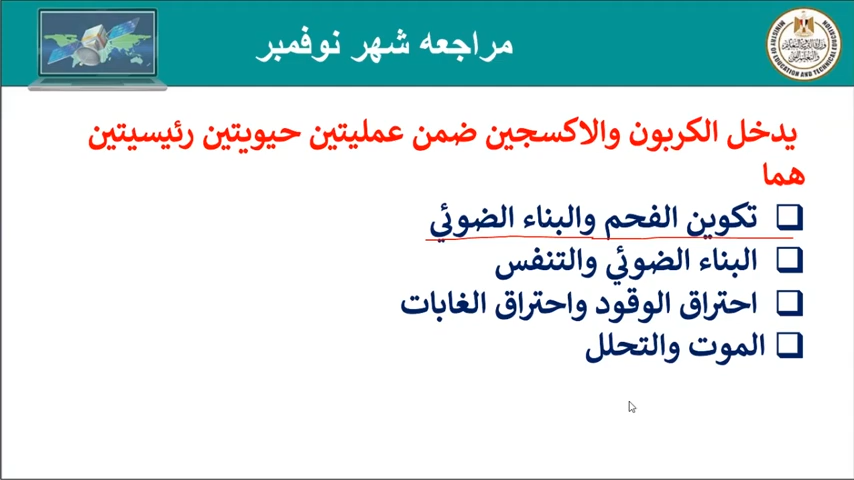 مراجعه شهر نوفمبر
يدخل الكربون والاكسجين ضمن عمليتين حيويتين رئيسيتين
هما
تكوين الفحم والبناء الضوئي
البناء الضوئي والتنفس
احتراق الوقود واحتراق الغابات
الموت والتحلل